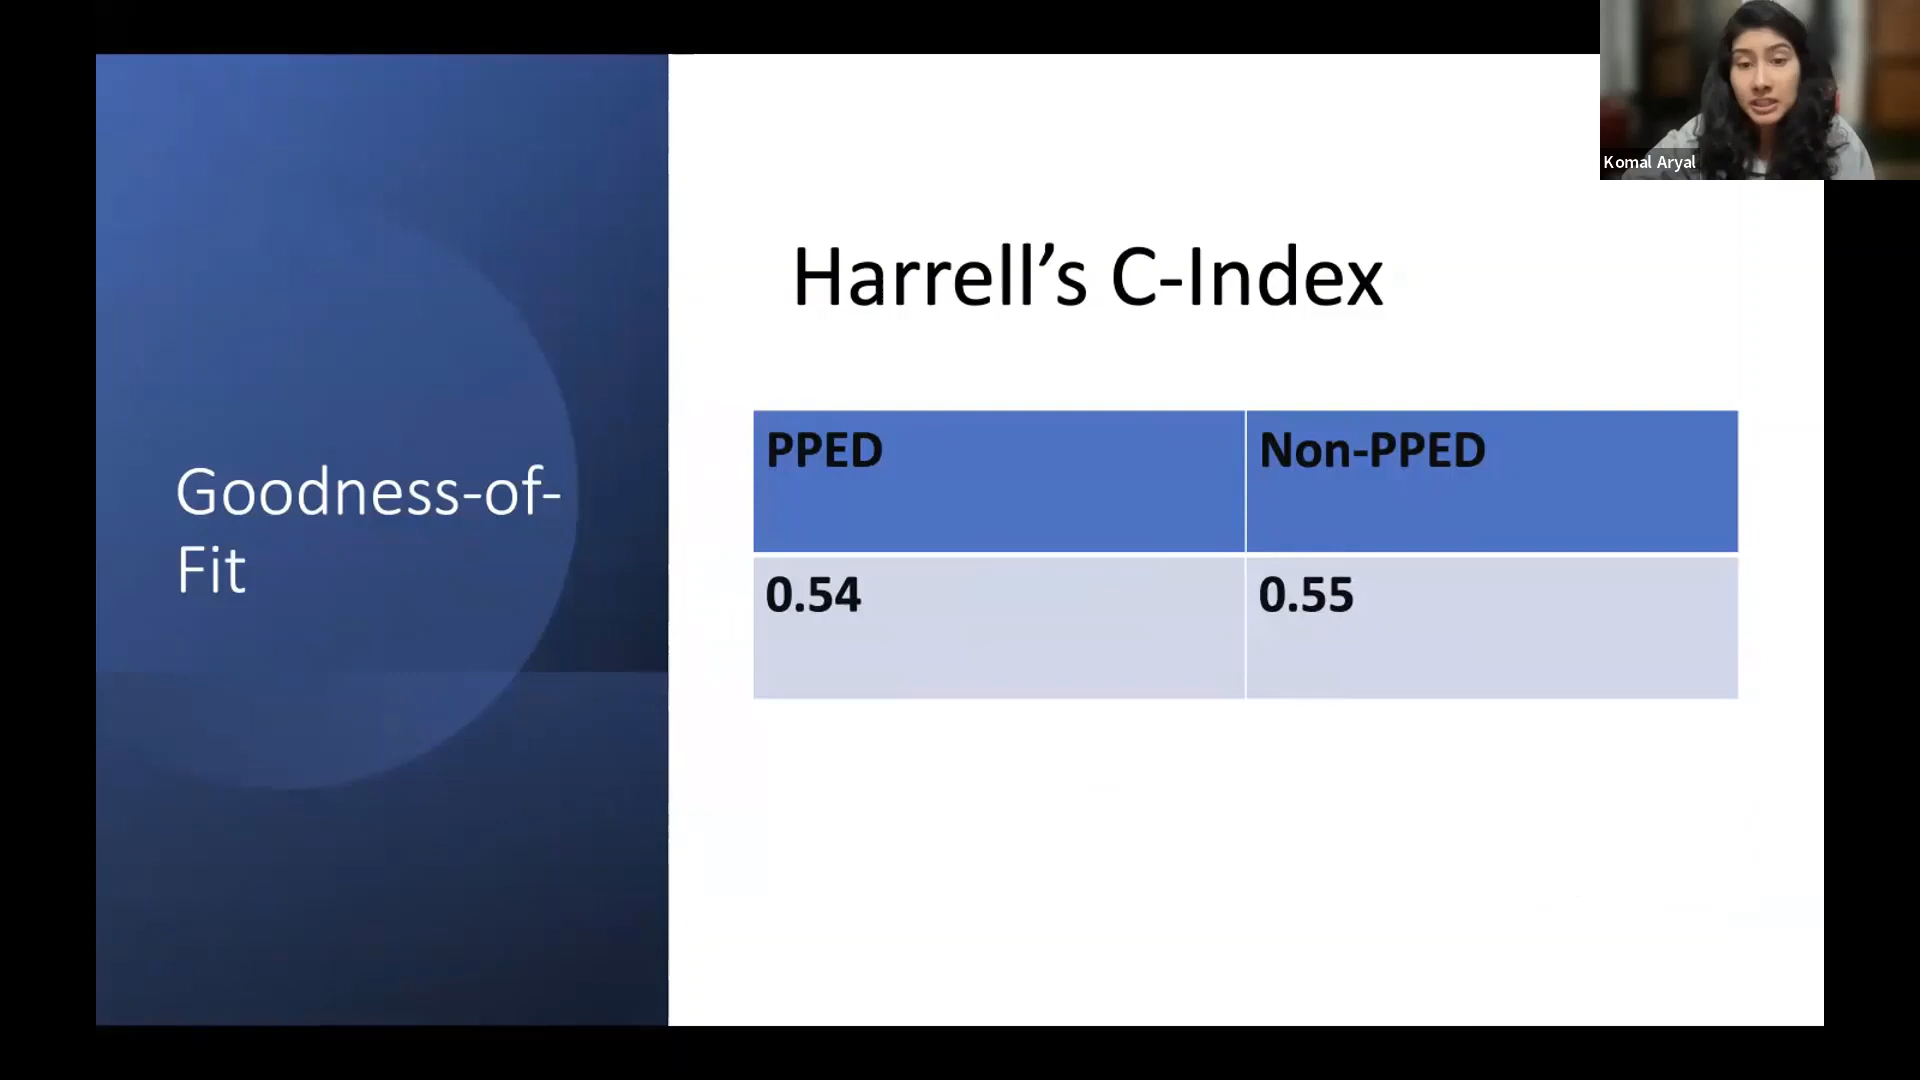 Komal Aryal
Goodness-of-
Fit
Harrell’s C-Index
PPED
Non-PPED
0.54
0.55